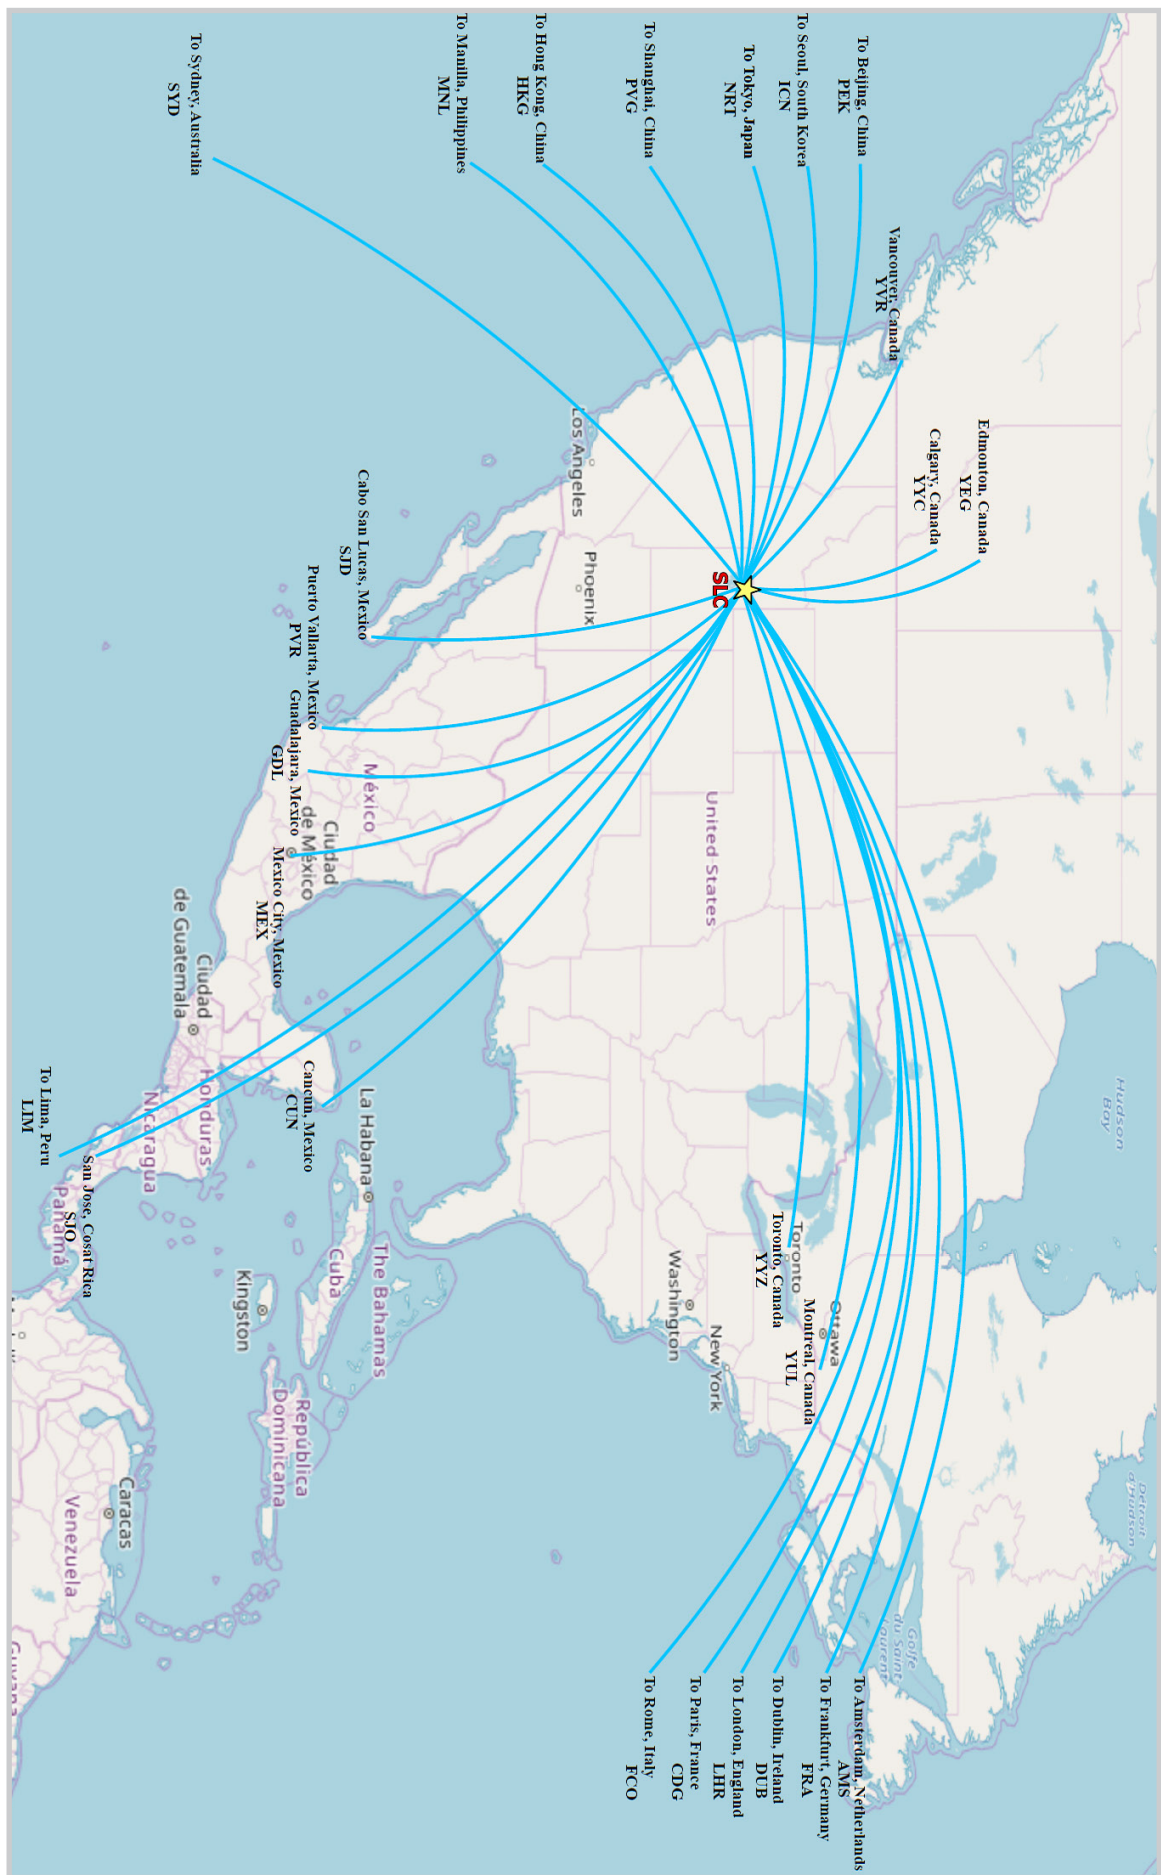 To Beijing, China
PEK
To Seoul, South Korea
ICN
To Tokyo, Japan
NRT
To Shanghai, China
PVG
To Hong Kong, China
HKG
To Manilla, Philippines
MNL
To Sydney, Australia
SYD
Vancouver, Canada
YVR
Edmonton, Canada
YEG
Calgary, Canada
YYC
SLC
Los Angeles
Phoenix
United States
Hudson
Bay
Détroit
d'Hudson
Golfe
du Saint
Laurent
Toronto
Toronto, Canada
YYZ
Ottawa
Montreal, Canada
YUL
Washington
New York
To Amsterdam, Netherlands
AMS
To Frankfurt, Germany
FRA
To Dublin, Ireland
DUB
To London, England
LHR
To Paris, France
CDG
To Rome, Italy
FCO
Cabo San Lucas, Mexico
SJD
Puerto Vallarta, Mexico
PVR
Guadalajara, Mexico
GDL
México
Ciudad
de México
Mexico City, Mexico
MEX
Cancun, Mexico
CUN
La Habana
Cuba
The Bahamas
Ciudad
de Guatemala
Honduras
Nicaragua
Kingston
República
Dominicana
To Lima, Peru
LIM
San Jose, Cosat Rica
SJO
Panamá
Caracas
Venezuela
Guyana